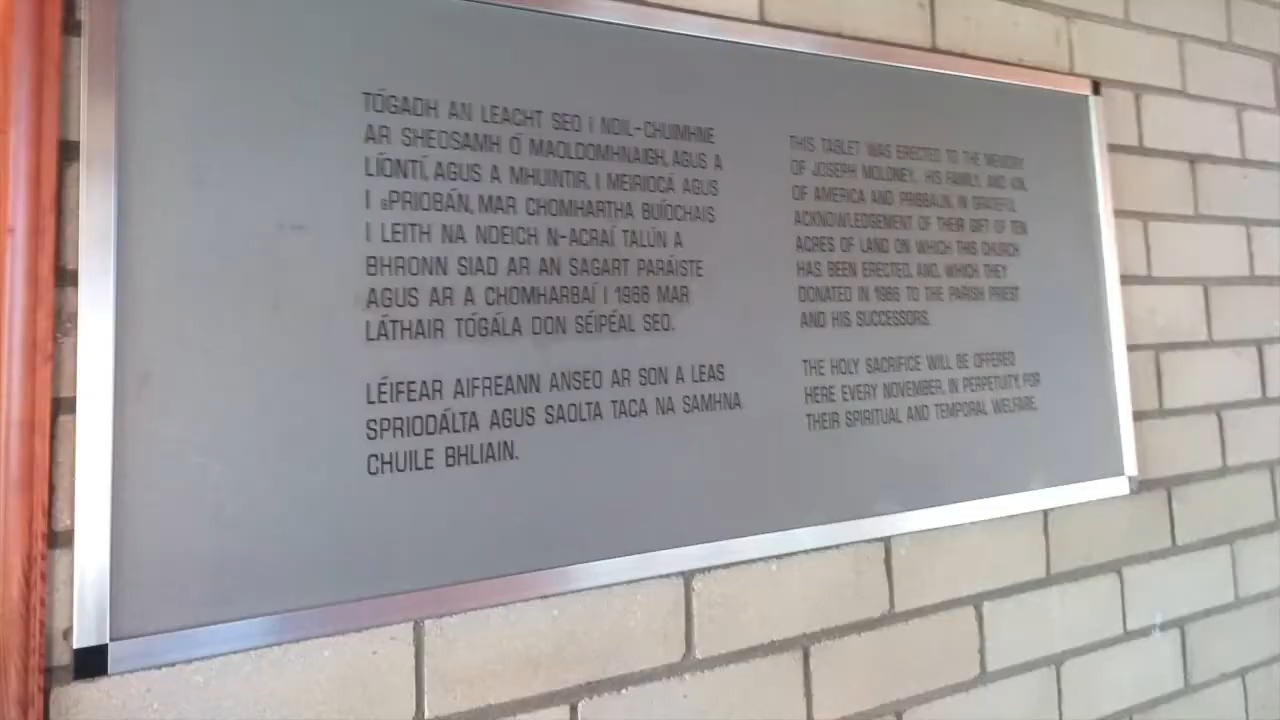 TÓGADH AN LEACHT SEO I NDIL-CHUIMHNE
AR SHEOSAMH Ó MAOLDOMHNAIGH, AGUS A
LÍONTÍ, AGUS A MHUINTIR, I MEIRIOCÁ AGUS
I bPRIOBÁN, MAR CHOMHARTHA BUÍOCHAIS
I LEITH NA NDEICH N-ACRAÍ TALÚN A
BHRONN SIAD AR AN SAGART PARÁISTE
AGUS AR A CHOMHARBAÍ I 1966 MAR
LÁTHAIR TÓGÁLA DON SÉIPÉAL SEO.
LÉIFEAR AIFREANN ANSEO AR SON A LEAS
SPRIODÁLTA AGUS SAOLTA TACA NA SAMHNA
CHUILE BHLIAIN.
THIS TABLET WAS ERECTED TO THE MEMORY
OF JOSEPH MOLONEY, HIS FAMILY, AND KIN,
OF AMERICA AND PRIBBAUN, IN GRATEFUL
ACKNOWLEDGEMENT OF THEIR GIFT OF TEN
ACRES OF LAND ON WHICH THIS CHURCH
HAS BEEN ERECTED, AND, WHICH THEY
DONATED IN 1966 TO THE PARISH PRIEST
AND HIS SUCCESSORS.
THE HOLY SACRIFICE WILL BE OFFERED
HERE EVERY NOVEMBER, IN PERPETUITY, FOR
THEIR SPIRITUAL AND TEMPORAL WELFARE.